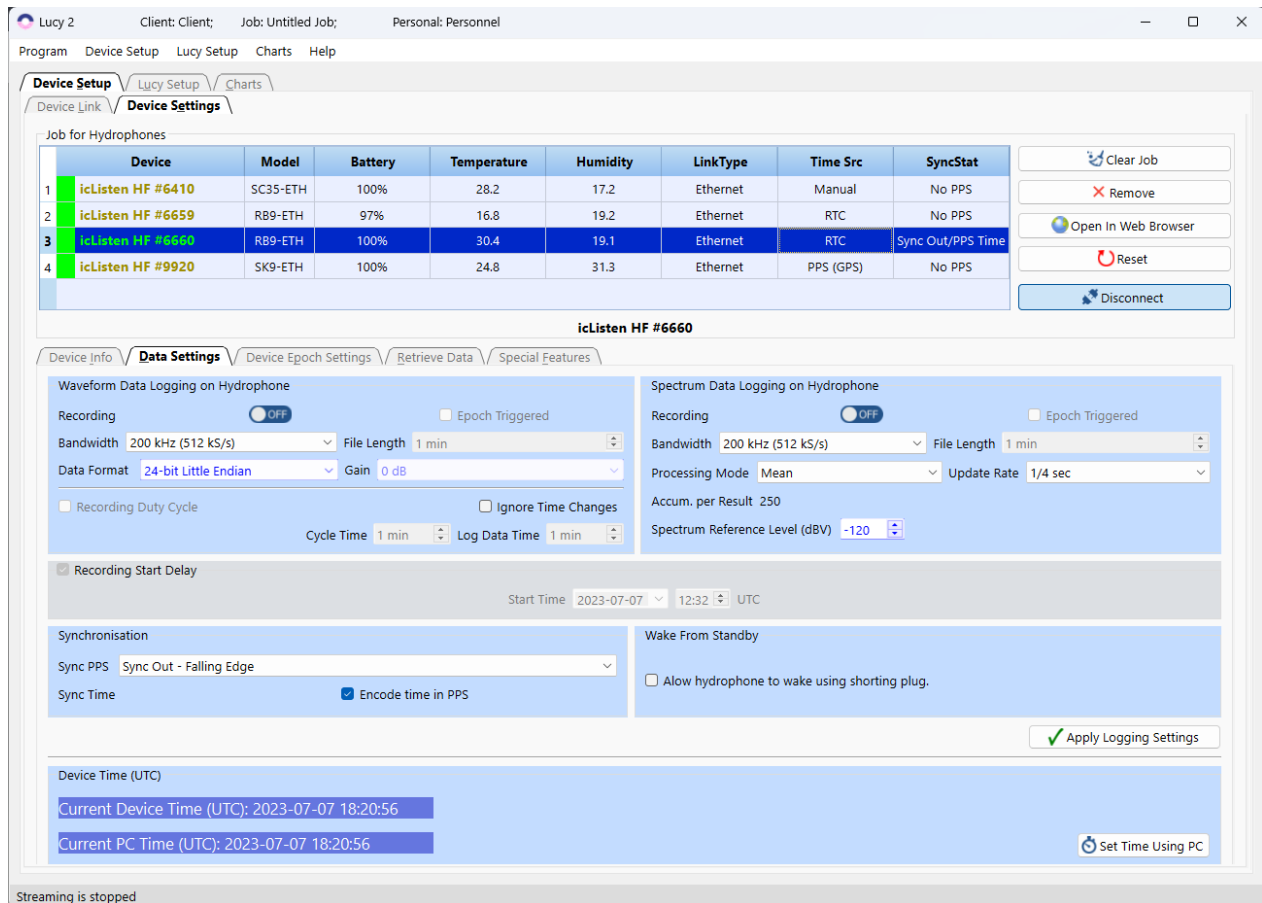 Lucy 2 Client: Client; Job: Untitled Job; Personal: Personnel
Program Device Setup Lucy Setup Charts Help
Device Setup Lucy Setup Charts
Device Link Device Settings
Job for Hydrophones
Device Model Battery Temperature Humidity LinkType Time Src SyncStat
1 icListen HF #6410 SC35-ETH 100% 28.2 17.2 Ethernet Manual No PPS
2 icListen HF #6659 RB9-ETH 97% 16.8 19.2 Ethernet RTC No PPS
3 icListen HF #6660 RB9-ETH 100% 30.4 19.1 Ethernet RTC Sync Out/PPS Time
4 icListen HF #9920 SK9-ETH 100% 24.8 31.3 Ethernet PPS (GPS) No PPS
Clear Job
Remove
Open In Web Browser
Reset
Disconnect
icListen HF #6660
Device Info Data Settings Device Epoch Settings Retrieve Data Special Features
Waveform Data Logging on Hydrophone
Recording OFF Epoch Triggered
Bandwidth 200 kHz (512 kS/s) File Length 1 min
Data Format 24-bit Little Endian Gain 0 dB
Recording Duty Cycle Ignore Time Changes
Cycle Time 1 min Log Data Time 1 min
Spectrum Data Logging on Hydrophone
Recording OFF Epoch Triggered
Bandwidth 200 kHz (512 kS/s) File Length 1 min
Processing Mode Mean Update Rate 1/4 sec
Accum. per Result 250
Spectrum Reference Level (dBV) -120
Recording Start Delay
Start Time 2023-07-07 12:32 UTC
Synchronisation
Sync PPS Sync Out - Falling Edge
Sync Time Encode time in PPS
Wake From Standby
Alow hydrophone to wake using shorting plug.
Apply Logging Settings
Device Time (UTC)
Current Device Time (UTC): 2023-07-07 18:20:56
Current PC Time (UTC): 2023-07-07 18:20:56
Set Time Using PC
Streaming is stopped